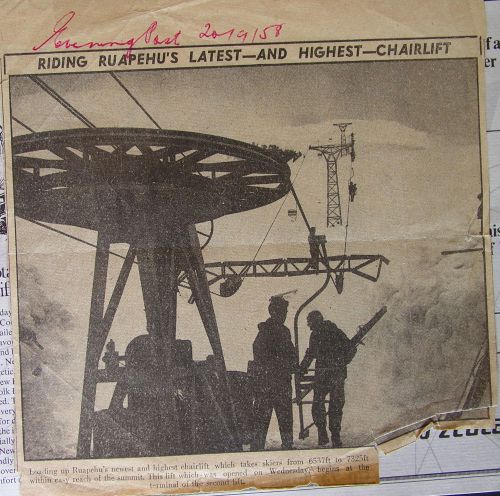 Evening Post 20/9/58
RIDING RUAPEHU'S LATEST—AND HIGHEST—CHAIRLIFT
Loading up Ruapehu's newest and highest chairlift which takes skiers from 6537ft to 7325ft
within easy reach of the summit. This lift which was opened on Wednesday, begins at the
terminal of the second lift.